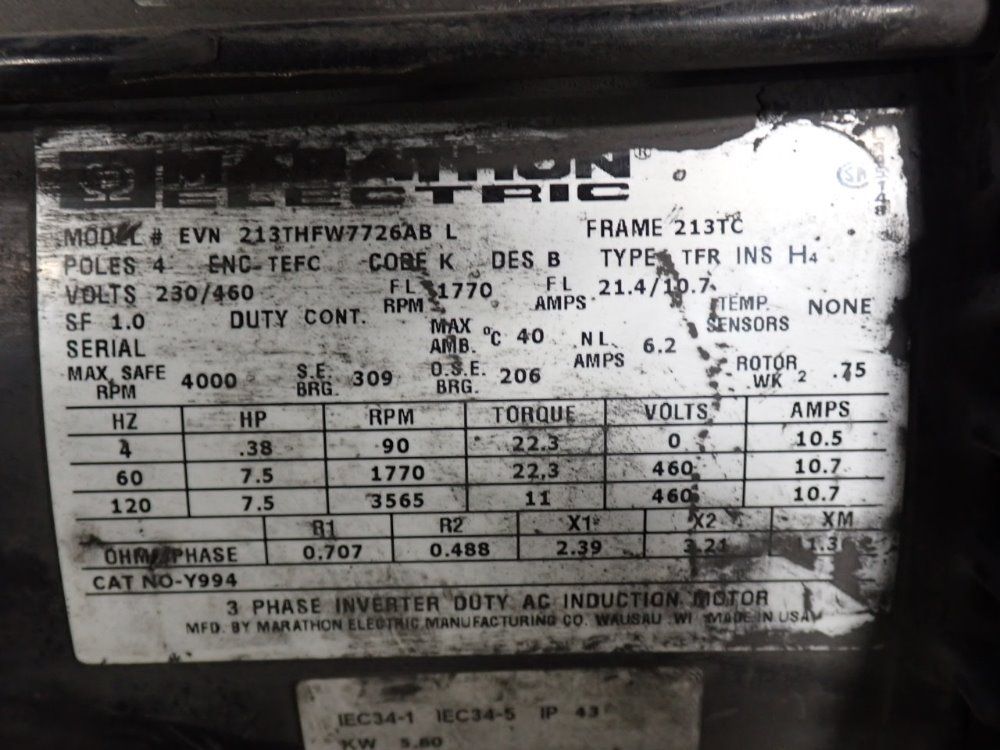 MARATHON®
ELECTRIC
MODEL # EVN 213THFW7726AB L FRAME 213TC
POLES 4 ENC-TEFC CODE K DES B TYPE TFR INS H4
VOLTS 230/460 FL RPM 1770 FL AMPS 21.4/10.7
SF 1.0 DUTY CONT. MAX AMB. °C 40 NL AMPS 6.2 TEMP. SENSORS NONE
SERIAL
MAX. SAFE RPM 4000 S.E. BRG. 309 O.S.E. BRG. 206 ROTOR WK 2 .75
HZ HP RPM TORQUE VOLTS AMPS
4 .38 90 22.3 0 10.5
60 7.5 1770 22.3 460 10.7
120 7.5 3565 11 460 10.7
R1 R2 X1 X2 XM
OHM/PHASE 0.707 0.488 2.39 3.21
CAT NO-Y994
3 PHASE INVERTER DUTY AC INDUCTION MOTOR
MFD. BY MARATHON ELECTRIC MANUFACTURING CO. WAUSAU WI MADE IN USA
IEC34-1 IEC34-5 IP 43
KW 5.60